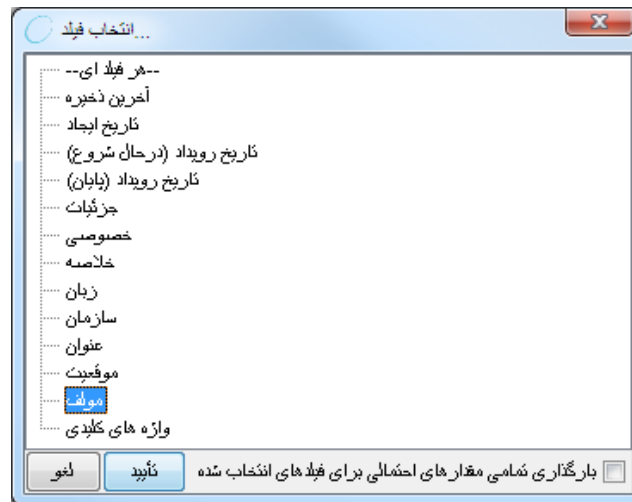 انتخاب فیلد...
--هر فیلد ای--
آخرین ذخیره
تاریخ ایجاد
تاریخ رویداد (درحال شروع)
تاریخ رویداد (پایان)
جزئیات
خصوصی
خلاصه
زبان
سازمان
عنوان
موقعیت
مولف
واژه های کلیدی
بارگذاری تمامی مقدارهای احتمالی برای فیلدهای انتخاب شده
تأیید
لغو